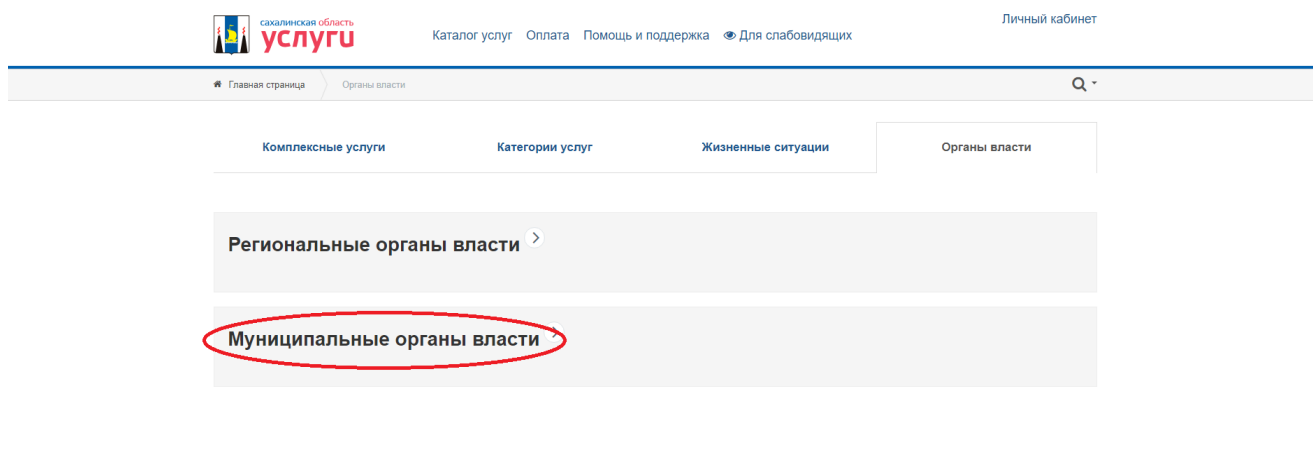 сахалинская область
услуги
Каталог услуг Оплата Помощь и поддержка Для слабовидящих
Личный кабинет
Главная страница Органы власти
Комплексные услуги Категории услуг Жизненные ситуации Органы власти
Региональные органы власти
Муниципальные органы власти